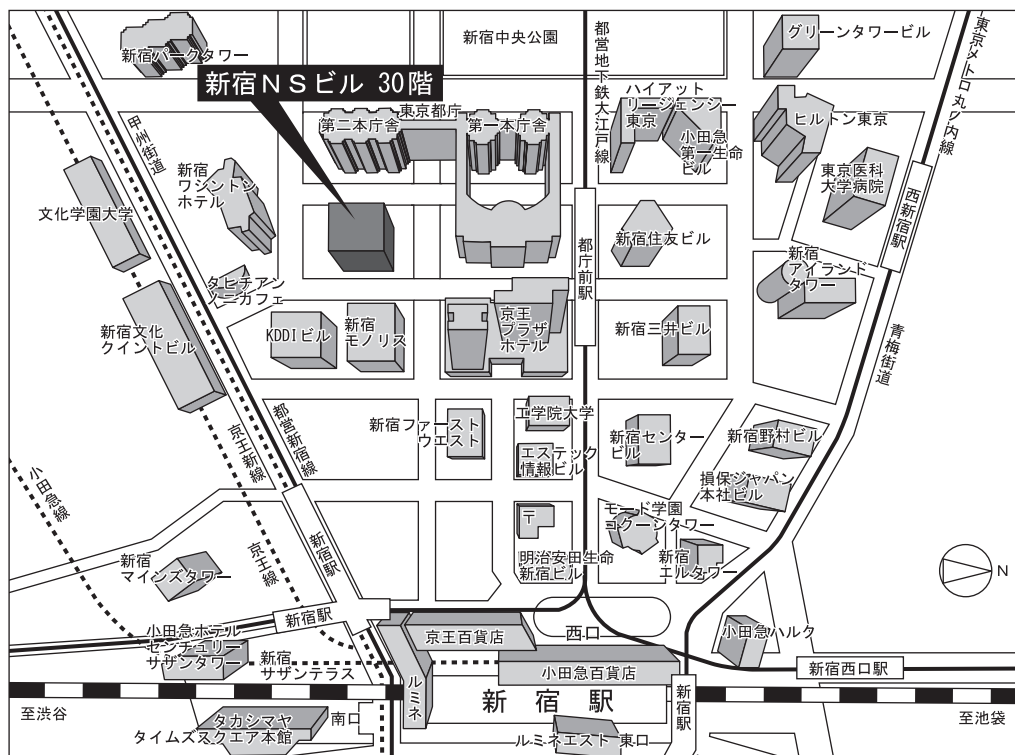 新宿中央公園
グリーンタワービル
新宿パークタワー
都営地下鉄大江戸線
東京メトロ丸ノ内線
新宿NSビル 30階
東京都庁
第二本庁舎
第一本庁舎
ハイアット
リージェンシー
東京
小田急
第一生命
ビル
ヒルトン東京
甲州街道
新宿
ワシントン
ホテル
東京医科
大学病院
文化学園大学
西新宿駅
新宿住友ビル
都庁前駅
新宿
アイランド
タワー
タヒチアン
ノーカフェ
新宿文化
クイントビル
KDDIビル
新宿
モノリス
京王
プラザ
ホテル
新宿三井ビル
青梅街道
都営新宿線
京王新線
新宿ファースト
ウエスト
工学院大学
エステック
情報ビル
新宿センター
ビル
新宿野村ビル
損保ジャパン
本社ビル
小田急線
京王線
新宿駅
〒
モード学園
コクーンタワー
新宿
マインズタワー
明治安田生命
新宿ビル
新宿
エルタワー
N
新宿駅
小田急ホテル
センチュリー
サザンタワー
京王百貨店
西口
小田急ハルク
新宿
サザンテラス
ルミネ
小田急百貨店
新宿西口駅
新宿駅
新宿駅
至渋谷
タカシマヤ
タイムズスクエア本館
南口
ルミネエスト
東口
至池袋